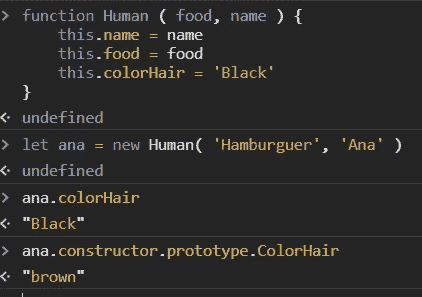 > function Human ( food, name ) {
this.name = name
this.food = food
this.colorHair = 'Black'
}
<· undefined
> let ana = new Human( 'Hamburguer', 'Ana' )
<· undefined
> ana.colorHair
<· "Black"
> ana.constructor.prototype.ColorHair
<· "brown"